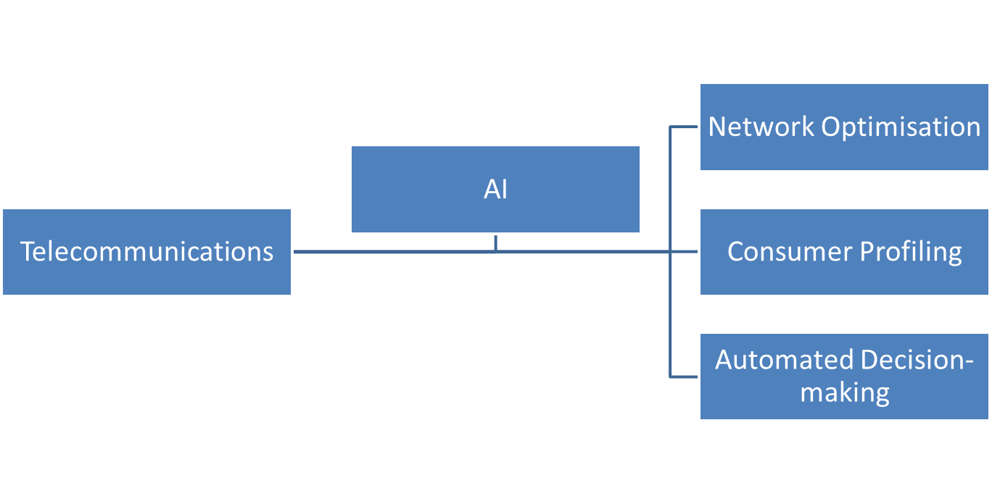 Network Optimisation
AI
Telecommunications
Consumer Profiling
Automated Decision-
making